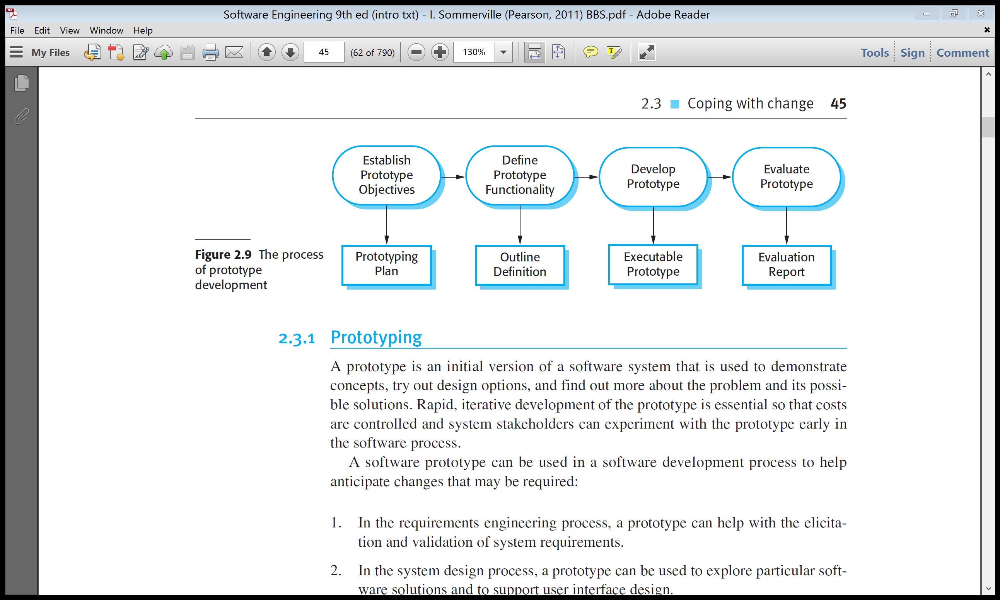 Software Engineering 9th ed (intro txt) - I. Sommerville (Pearson, 2011) BBS.pdf - Adobe Reader
File Edit View Window Help
My Files 45 (62 of 790) 130% Tools Sign Comment
2.3 Coping with change 45
Establish
Prototype
Objectives
Define
Prototype
Functionality
Develop
Prototype
Evaluate
Prototype
Prototyping
Plan
Outline
Definition
Executable
Prototype
Evaluation
Report
Figure 2.9 The process
of prototype
development
2.3.1 Prototyping
A prototype is an initial version of a software system that is used to demonstrate
concepts, try out design options, and find out more about the problem and its possi-
ble solutions. Rapid, iterative development of the prototype is essential so that costs
are controlled and system stakeholders can experiment with the prototype early in
the software process.
A software prototype can be used in a software development process to help
anticipate changes that may be required:
1. In the requirements engineering process, a prototype can help with the elicita-
tion and validation of system requirements.
2. In the system design process, a prototype can be used to explore particular soft-
ware solutions and to support user interface design.